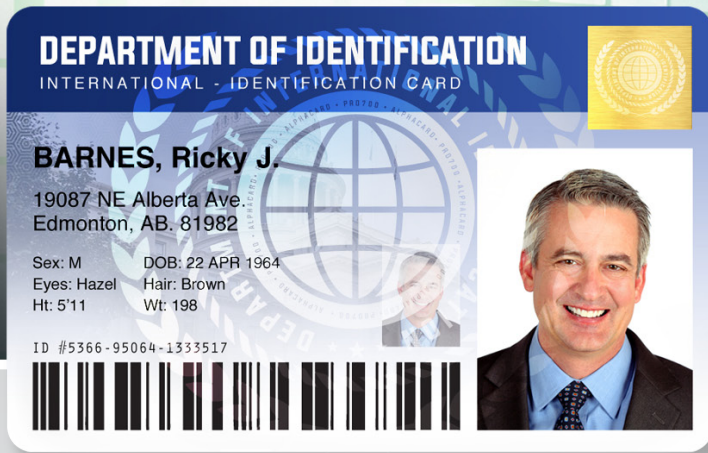 DEPARTMENT OF IDENTIFICATION
INTERNATIONAL - IDENTIFICATION CARD
BARNES, Ricky J.
19087 NE Alberta Ave.
Edmonton, AB. 81982
Sex: M DOB: 22 APR 1964
Eyes: Hazel Hair: Brown
Ht: 5'11 Wt: 198
ID #5366-95064-1333517